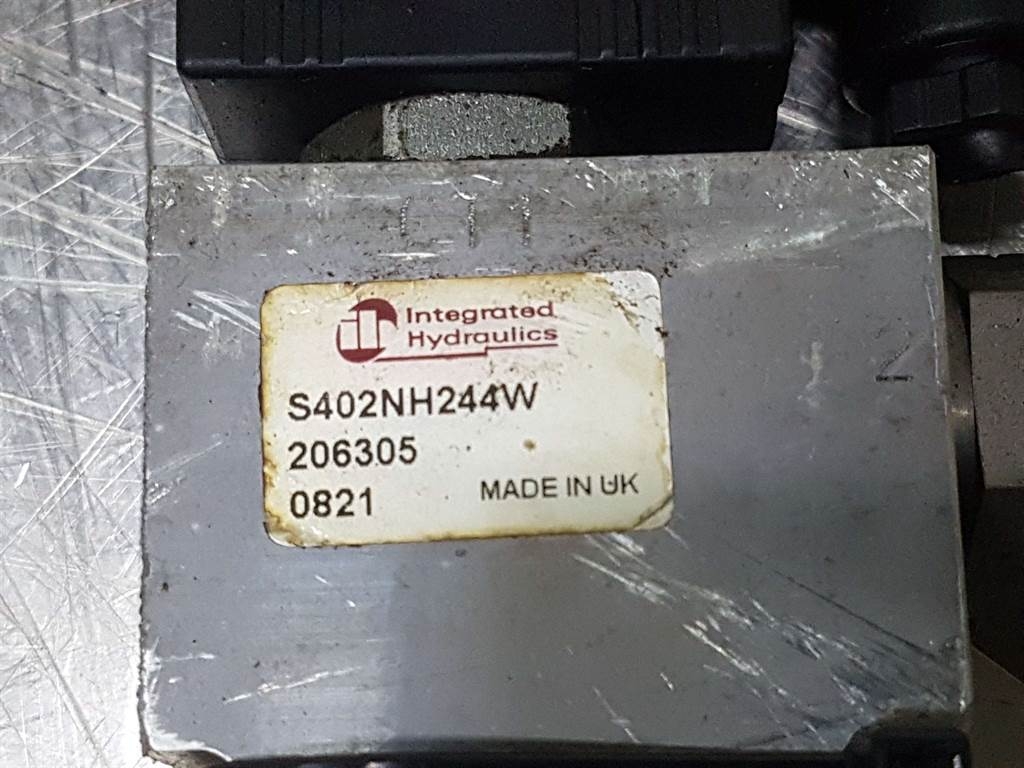 Integrated
Hydraulics
S402NH244W
206305
0821 MADE IN UK